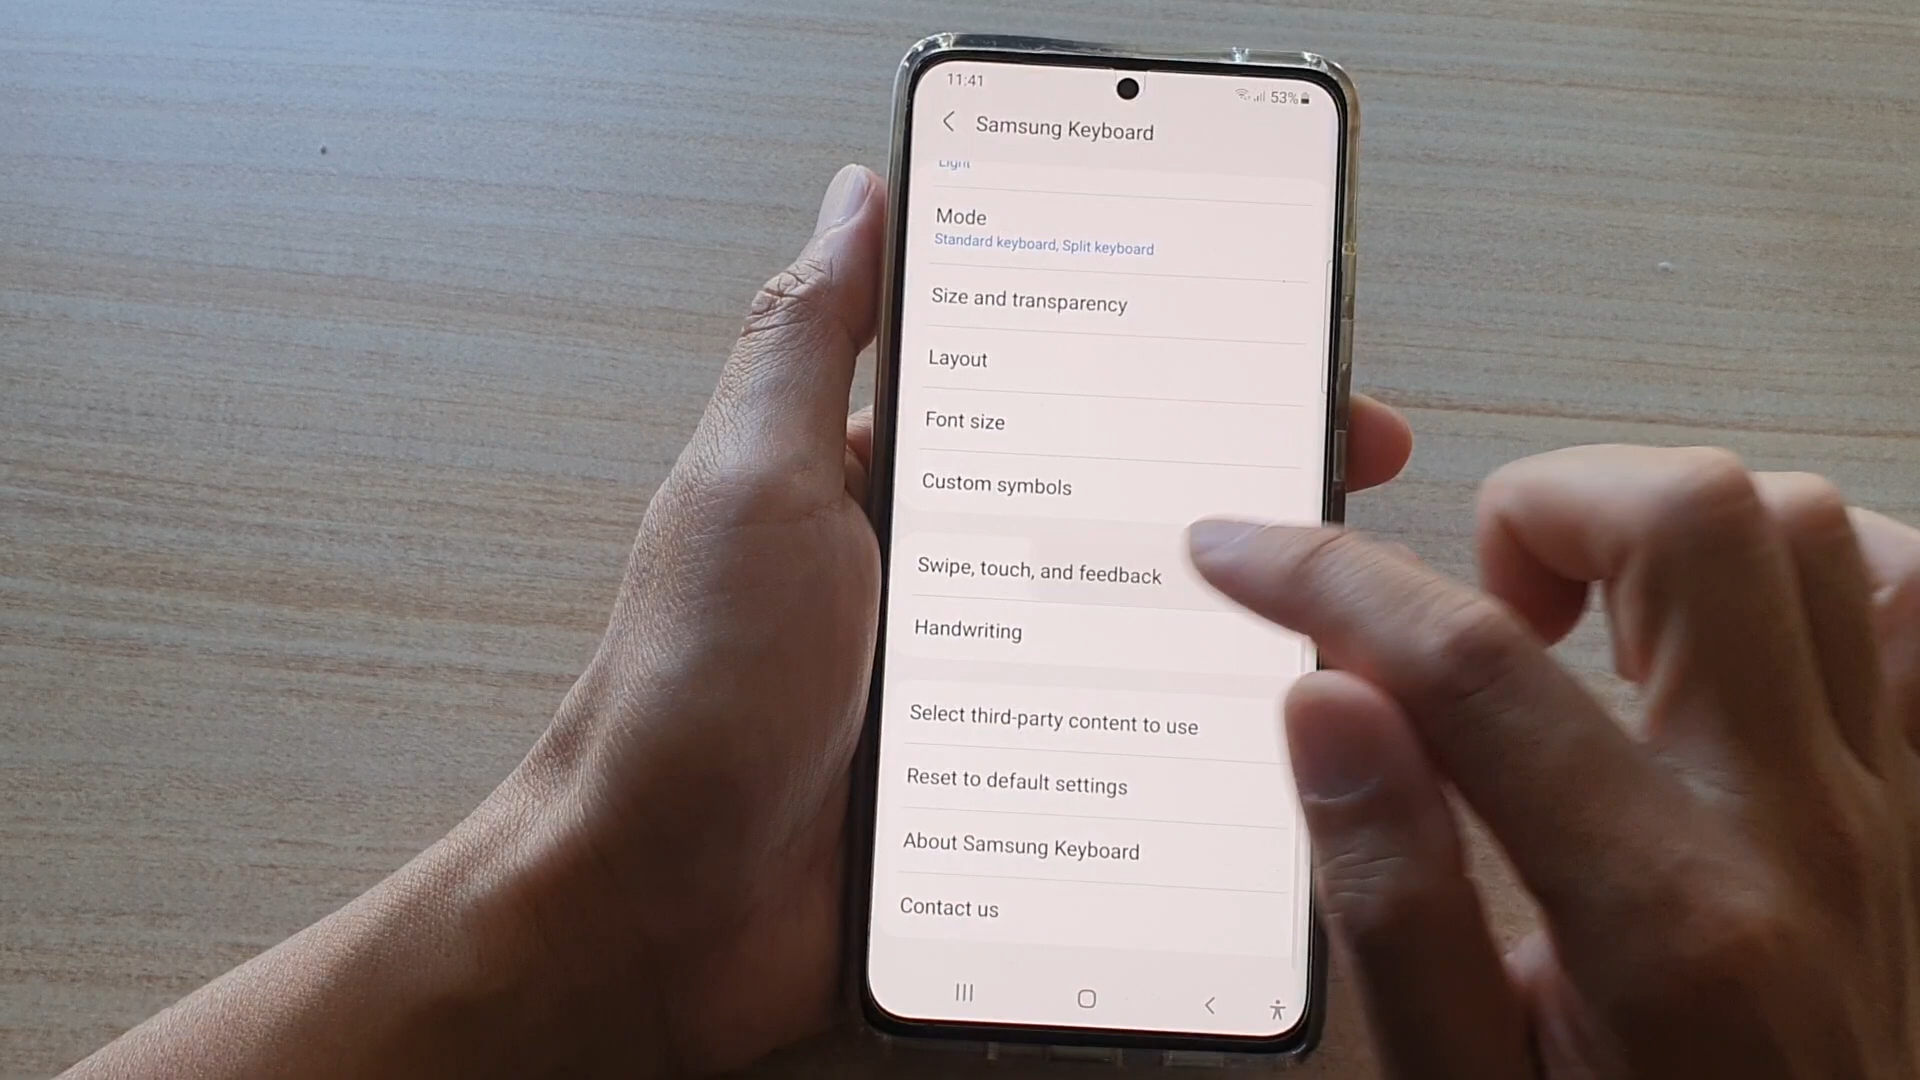 11:41
53%
Samsung Keyboard
Light
Mode
Standard keyboard, Split keyboard
Size and transparency
Layout
Font size
Custom symbols
Swipe, touch, and feedback
Handwriting
Select third-party content to use
Reset to default settings
About Samsung Keyboard
Contact us